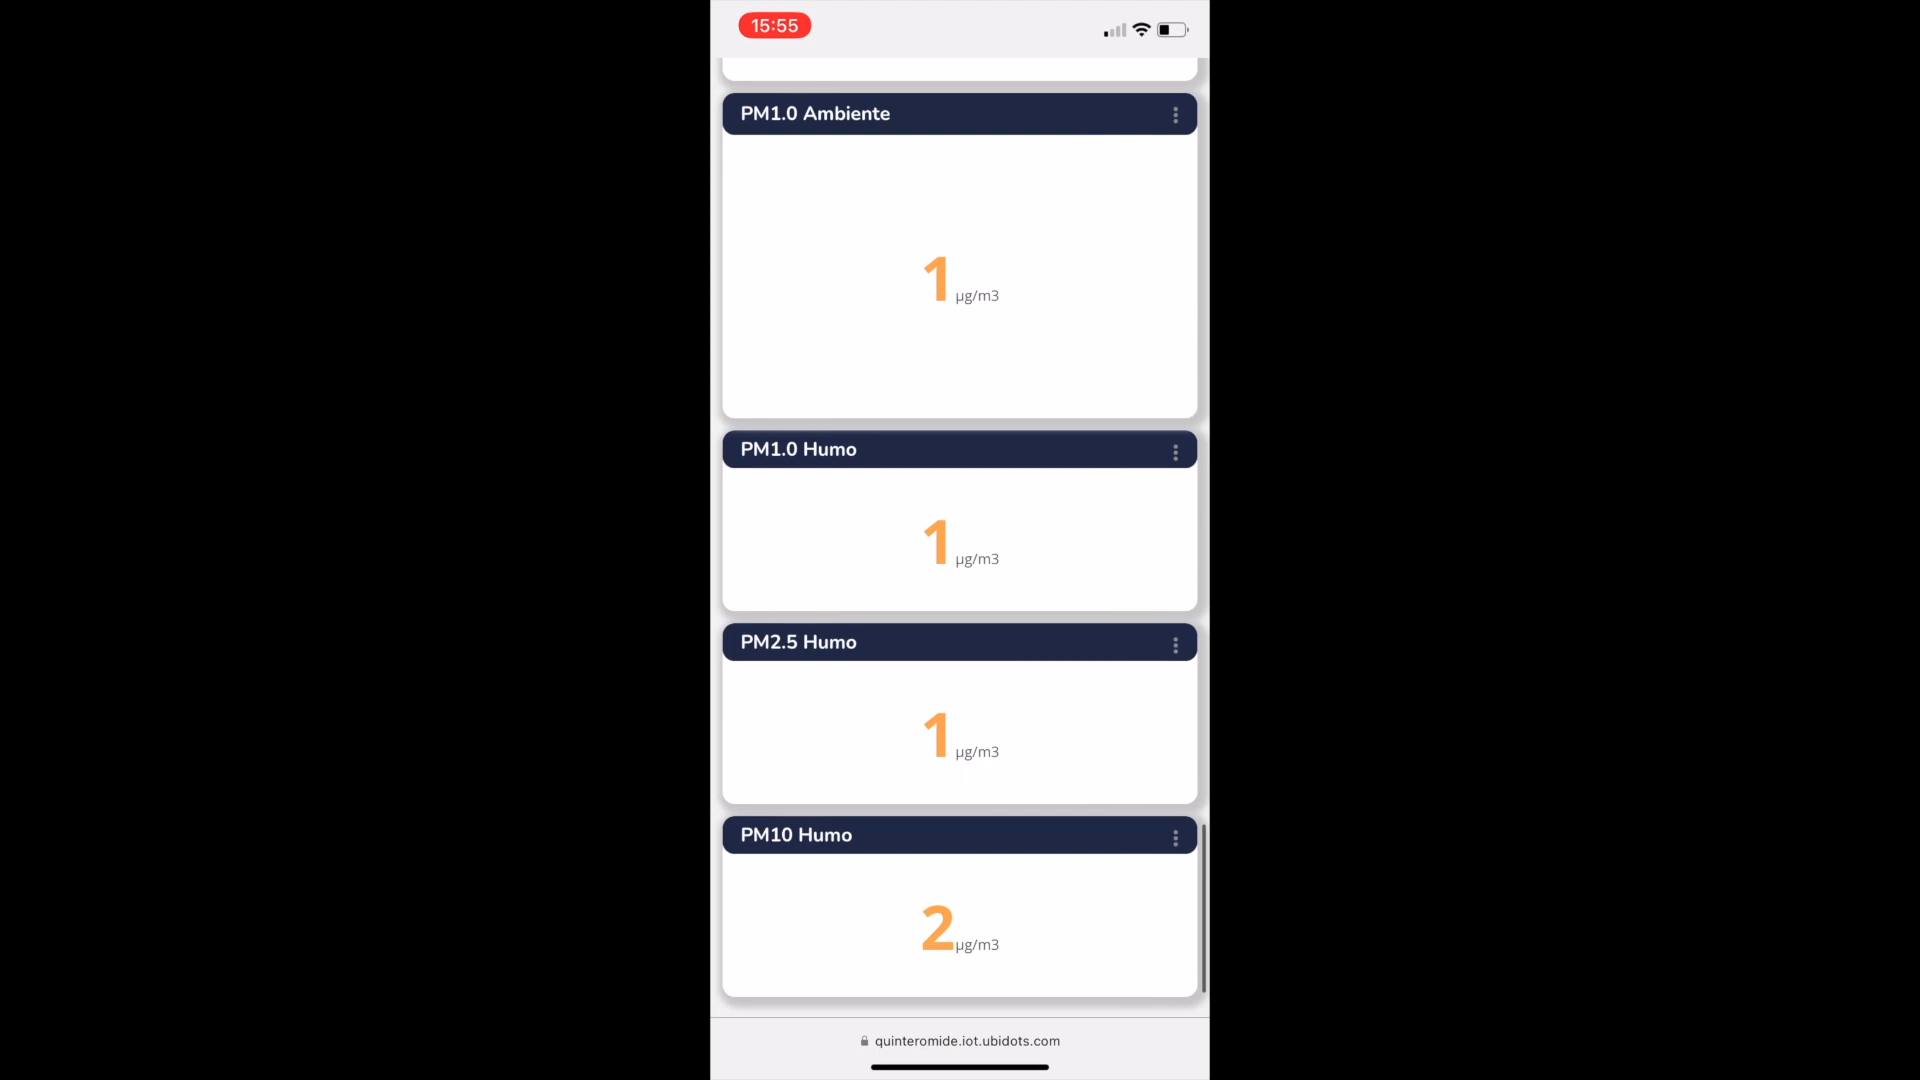 15:55
PM1.0 Ambiente
1 µg/m3
PM1.0 Humo
1 µg/m3
PM2.5 Humo
1 µg/m3
PM10 Humo
2 µg/m3
quinteromide.iot.ubidots.com